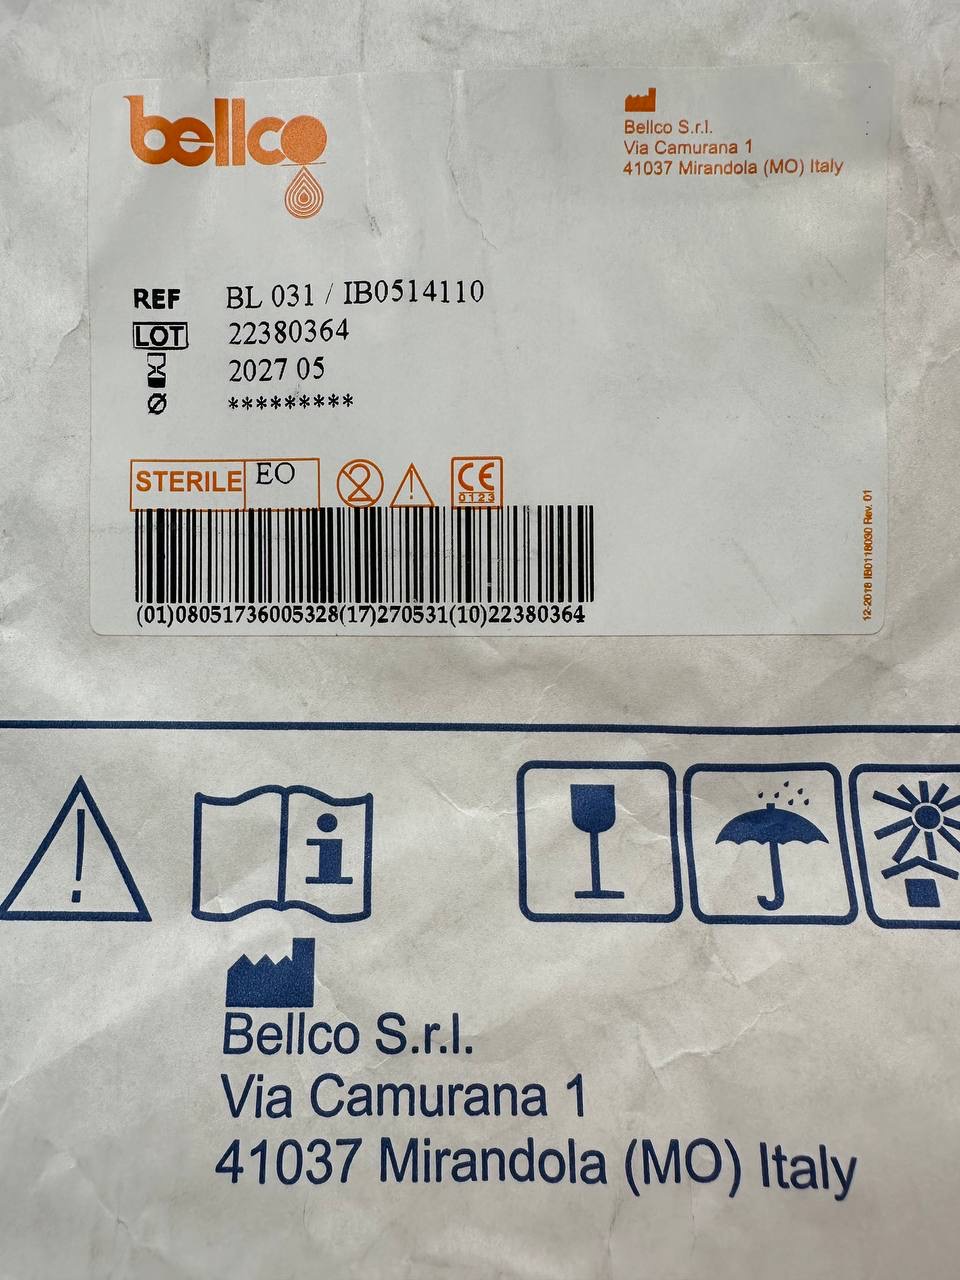 bellco
Bellco S.r.l.
Via Camurana 1
41037 Mirandola (MO) Italy
REF BL 031 / IB0514110
LOT 22380364
2027 05
*********
STERILE EO
2
CE
0123
(01)08051736005328(17)270531(10)22380364
12-2018 IB0118030 Rev. 01
Bellco S.r.l.
Via Camurana 1
41037 Mirandola (MO) Italy